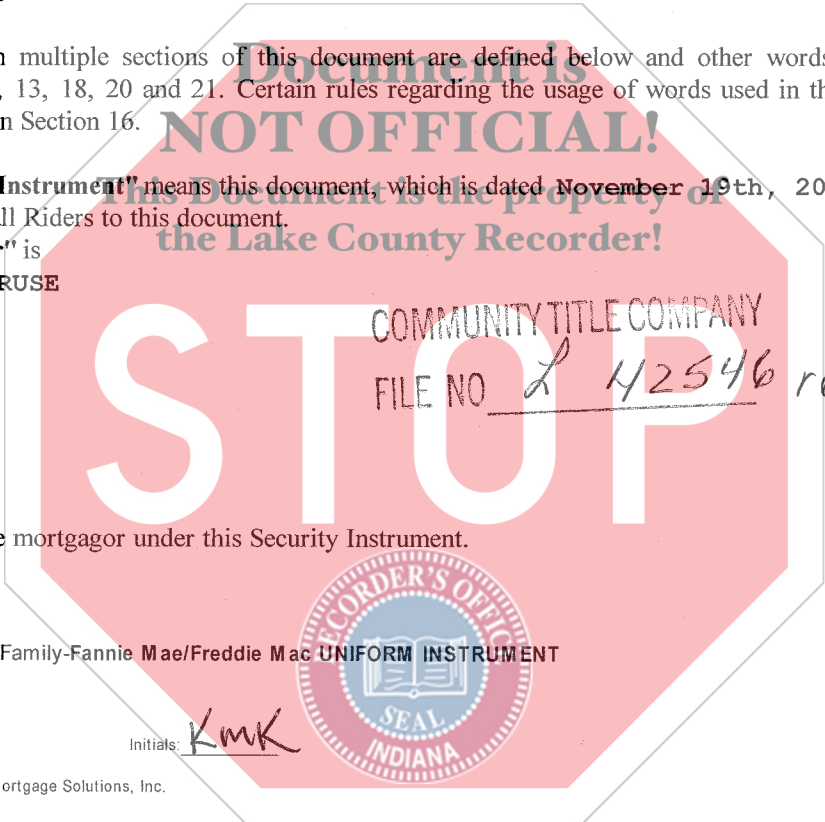 n multiple sections of this document are defined below and other words
, 13, 18, 20 and 21. Certain rules regarding the usage of words used in th
n Section 16.
Document is
NOT OFFICIAL!
This Document is the property of
the Lake County Recorder!
Instrument" means this document, which is dated November 19th, 20
ll Riders to this document.
" is
RUSE
COMMUNITY TITLE COMPANY
FILE NO L 42546
STOP
e mortgagor under this Security Instrument.
RECORDER'S OFFICE
SEAL
INDIANA
Family-Fannie Mae/Freddie Mac UNIFORM INSTRUMENT
Initials: KmK
ortgage Solutions, Inc.